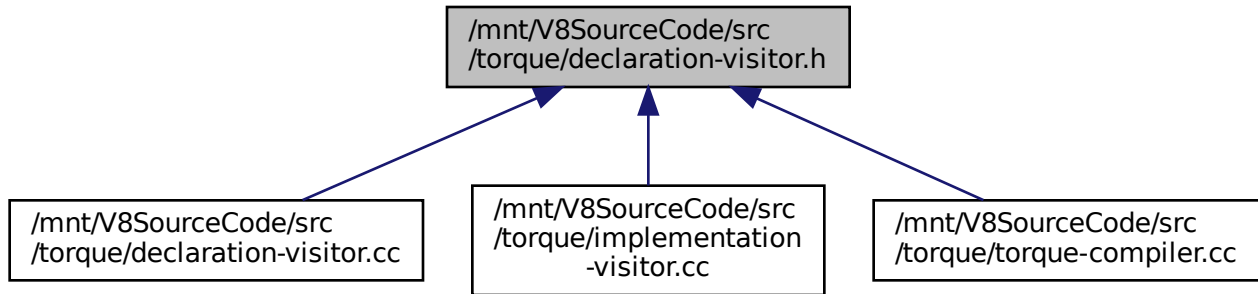 /mnt/V8SourceCode/src
/torque/declaration-visitor.h
/mnt/V8SourceCode/src
/torque/declaration-visitor.cc
/mnt/V8SourceCode/src
/torque/implementation
-visitor.cc
/mnt/V8SourceCode/src
/torque/torque-compiler.cc